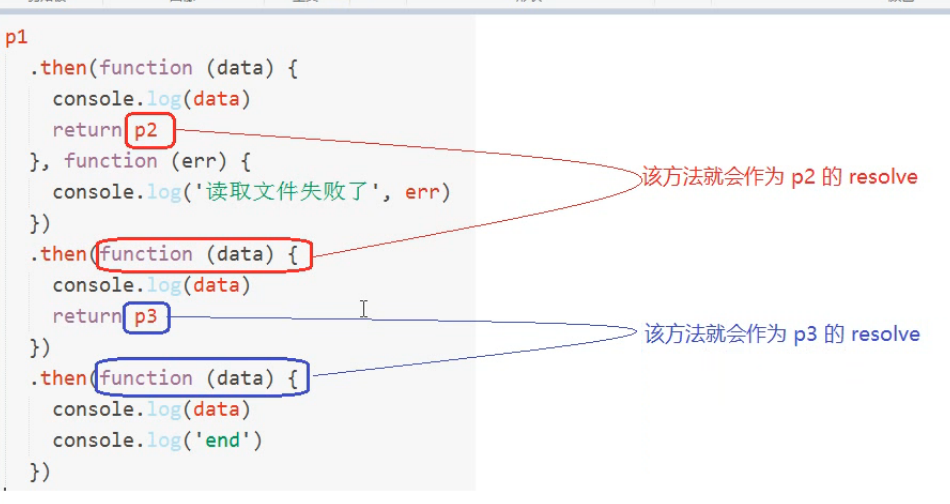 p1
.then(function (data) {
console.log(data)
return p2
}, function (err) {
该方法就会作为 p2 的 resolve
console.log('读取文件失败了', err)
})
.then(function (data) {
console.log(data)
return p3
该方法就会作为 p3 的 resolve
})
.then(function (data) {
console.log(data)
console.log('end')
})